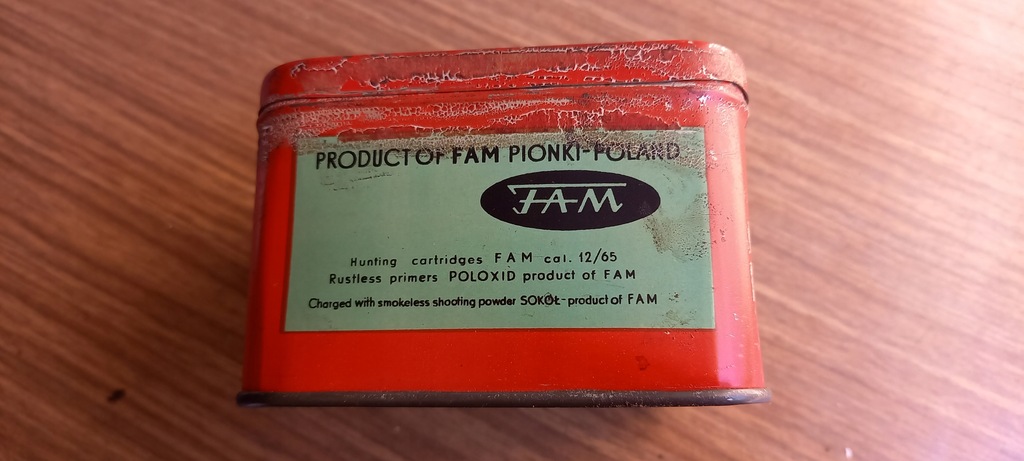 PRODUCT OF FAM PIONKI-POLAND
FAM
Hunting cartridges FAM cal. 12/65
Rustless primers POLOXID product of FAM
Charged with smokeless shooting powder SOKÓŁ-product of FAM